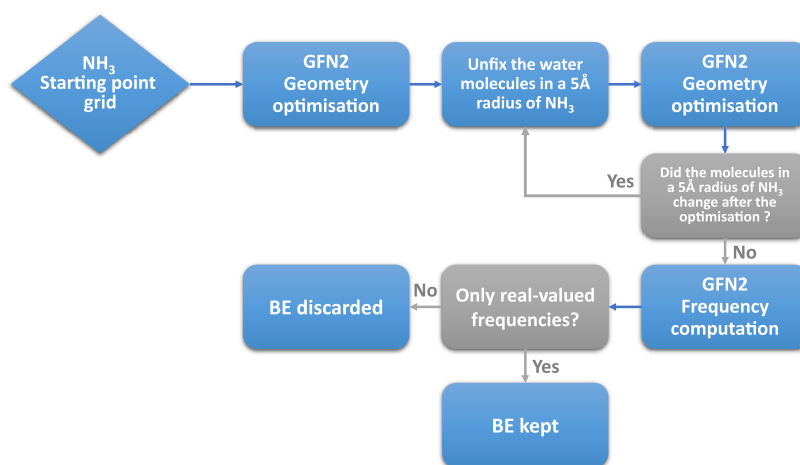 NH₃
Starting point
grid
GFN2
Geometry
optimisation
Unfix the water
molecules in a 5Å
radius of NH₃
GFN2
Geometry
optimisation
Yes
Did the molecules in
a 5Å radius of NH₃
change after the
optimisation ?
No
BE discarded
No
Only real-valued
frequencies?
GFN2
Frequency
computation
Yes
BE kept